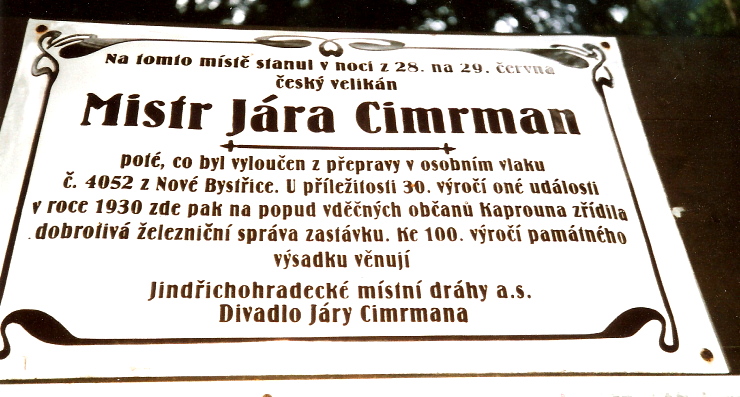 Na tomto místě stanul v noci z 28. na 29. června
český velikán
Mistr Jára Cimrman
poté, co byl vyloučen z přepravy v osobním vlaku
č. 4052 z Nové Bystřice. U příležitosti 30. výročí oné události
v roce 1930 zde pak na popud vděčných občanů Kaprouna zřídila
dobrotivá železniční správa zastávku. Ke 100. výročí památného
výsadku věnují
Jindřichohradecké místní dráhy a.s.
Divadlo Járy Cimrmana